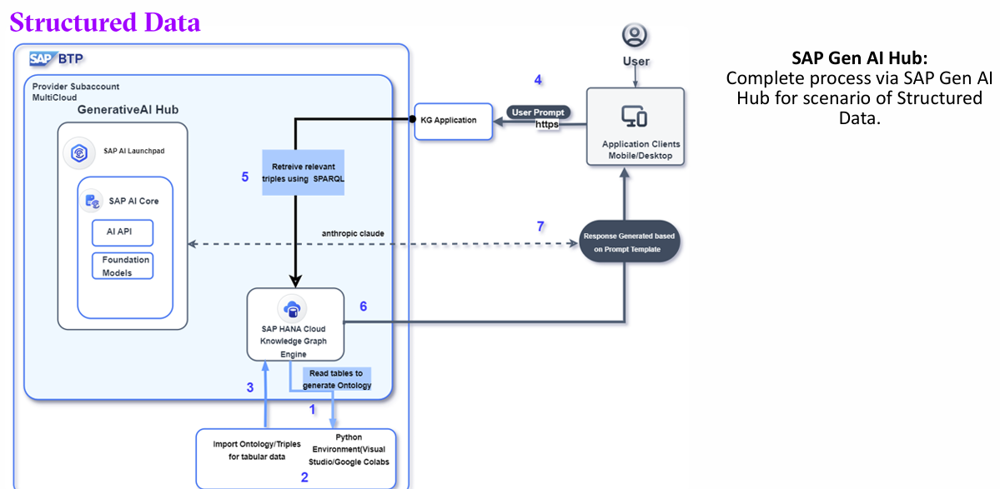 Structured Data
SAP BTP
Provider Subaccount
MultiCloud
GenerativeAI Hub
SAP AI Launchpad
SAP AI Core
AI API
Foundation
Models
5
Retreive relevant
triples using SPARQL
KG Application
4
User Prompt
https
User
Application Clients
Mobile/Desktop
anthropic claude
7
Response Generated based
on Prompt Template
SAP HANA Cloud
Knowledge Graph
Engine
6
3
Read tables to
generate Ontology
1
Import Ontology/Triples
for tabular data
Python
Environment(Visual
Studio/Google Colabs
2
SAP Gen AI Hub:
Complete process via SAP Gen AI
Hub for scenario of Structured
Data.